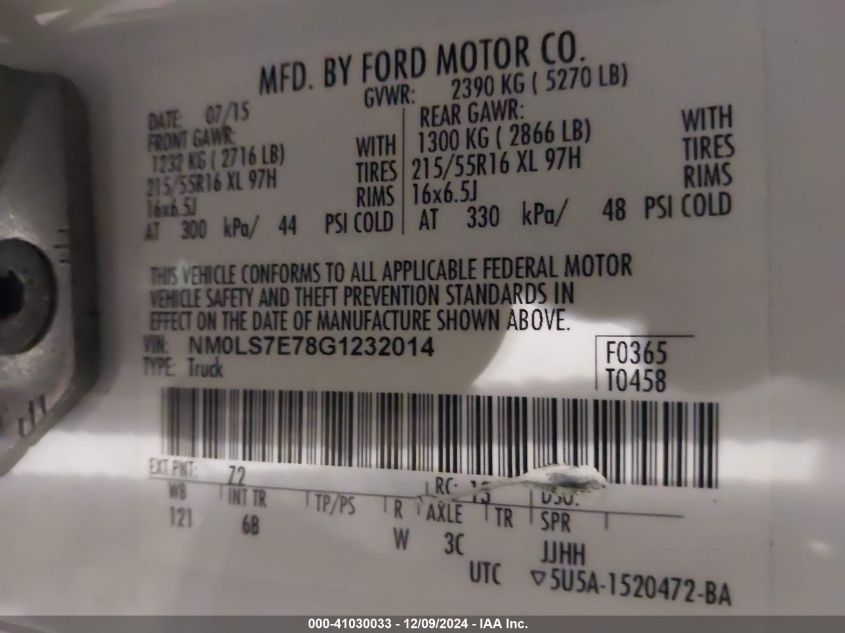 MFD. BY FORD MOTOR CO.
DATE: 07/15
GVWR: 2390 KG ( 5270 LB)
FRONT GAWR:
1232 KG ( 2716 LB) WITH
215/55R16 XL 97H TIRES
16x6.5J RIMS
AT 300 kPa/ 44 PSI COLD
REAR GAWR:
1300 KG ( 2866 LB) WITH
215/55R16 XL 97H TIRES
16x6.5J RIMS
AT 330 kPa/ 48 PSI COLD
THIS VEHICLE CONFORMS TO ALL APPLICABLE FEDERAL MOTOR
VEHICLE SAFETY AND THEFT PREVENTION STANDARDS IN
EFFECT ON THE DATE OF MANUFACTURE SHOWN ABOVE.
VIN: NM0LS7E78G1232014
TYPE: Truck
F0365
T0458
EXT PNT: Z2 RC: 13 DSO:
WB INT TR TP/PS R AXLE TR SPR
121 6B W 3C JJHH
UTC ▽5U5A-1520472-BA
000-41030033 - 12/09/2024 - IAA Inc.